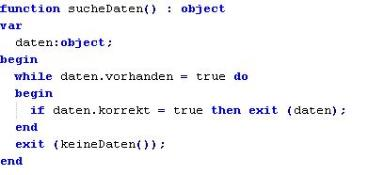 function sucheDaten() : object
var
daten:object;
begin
while daten.vorhanden = true do
begin
if daten.korrekt = true then exit (daten);
end
exit (keineDaten());
end